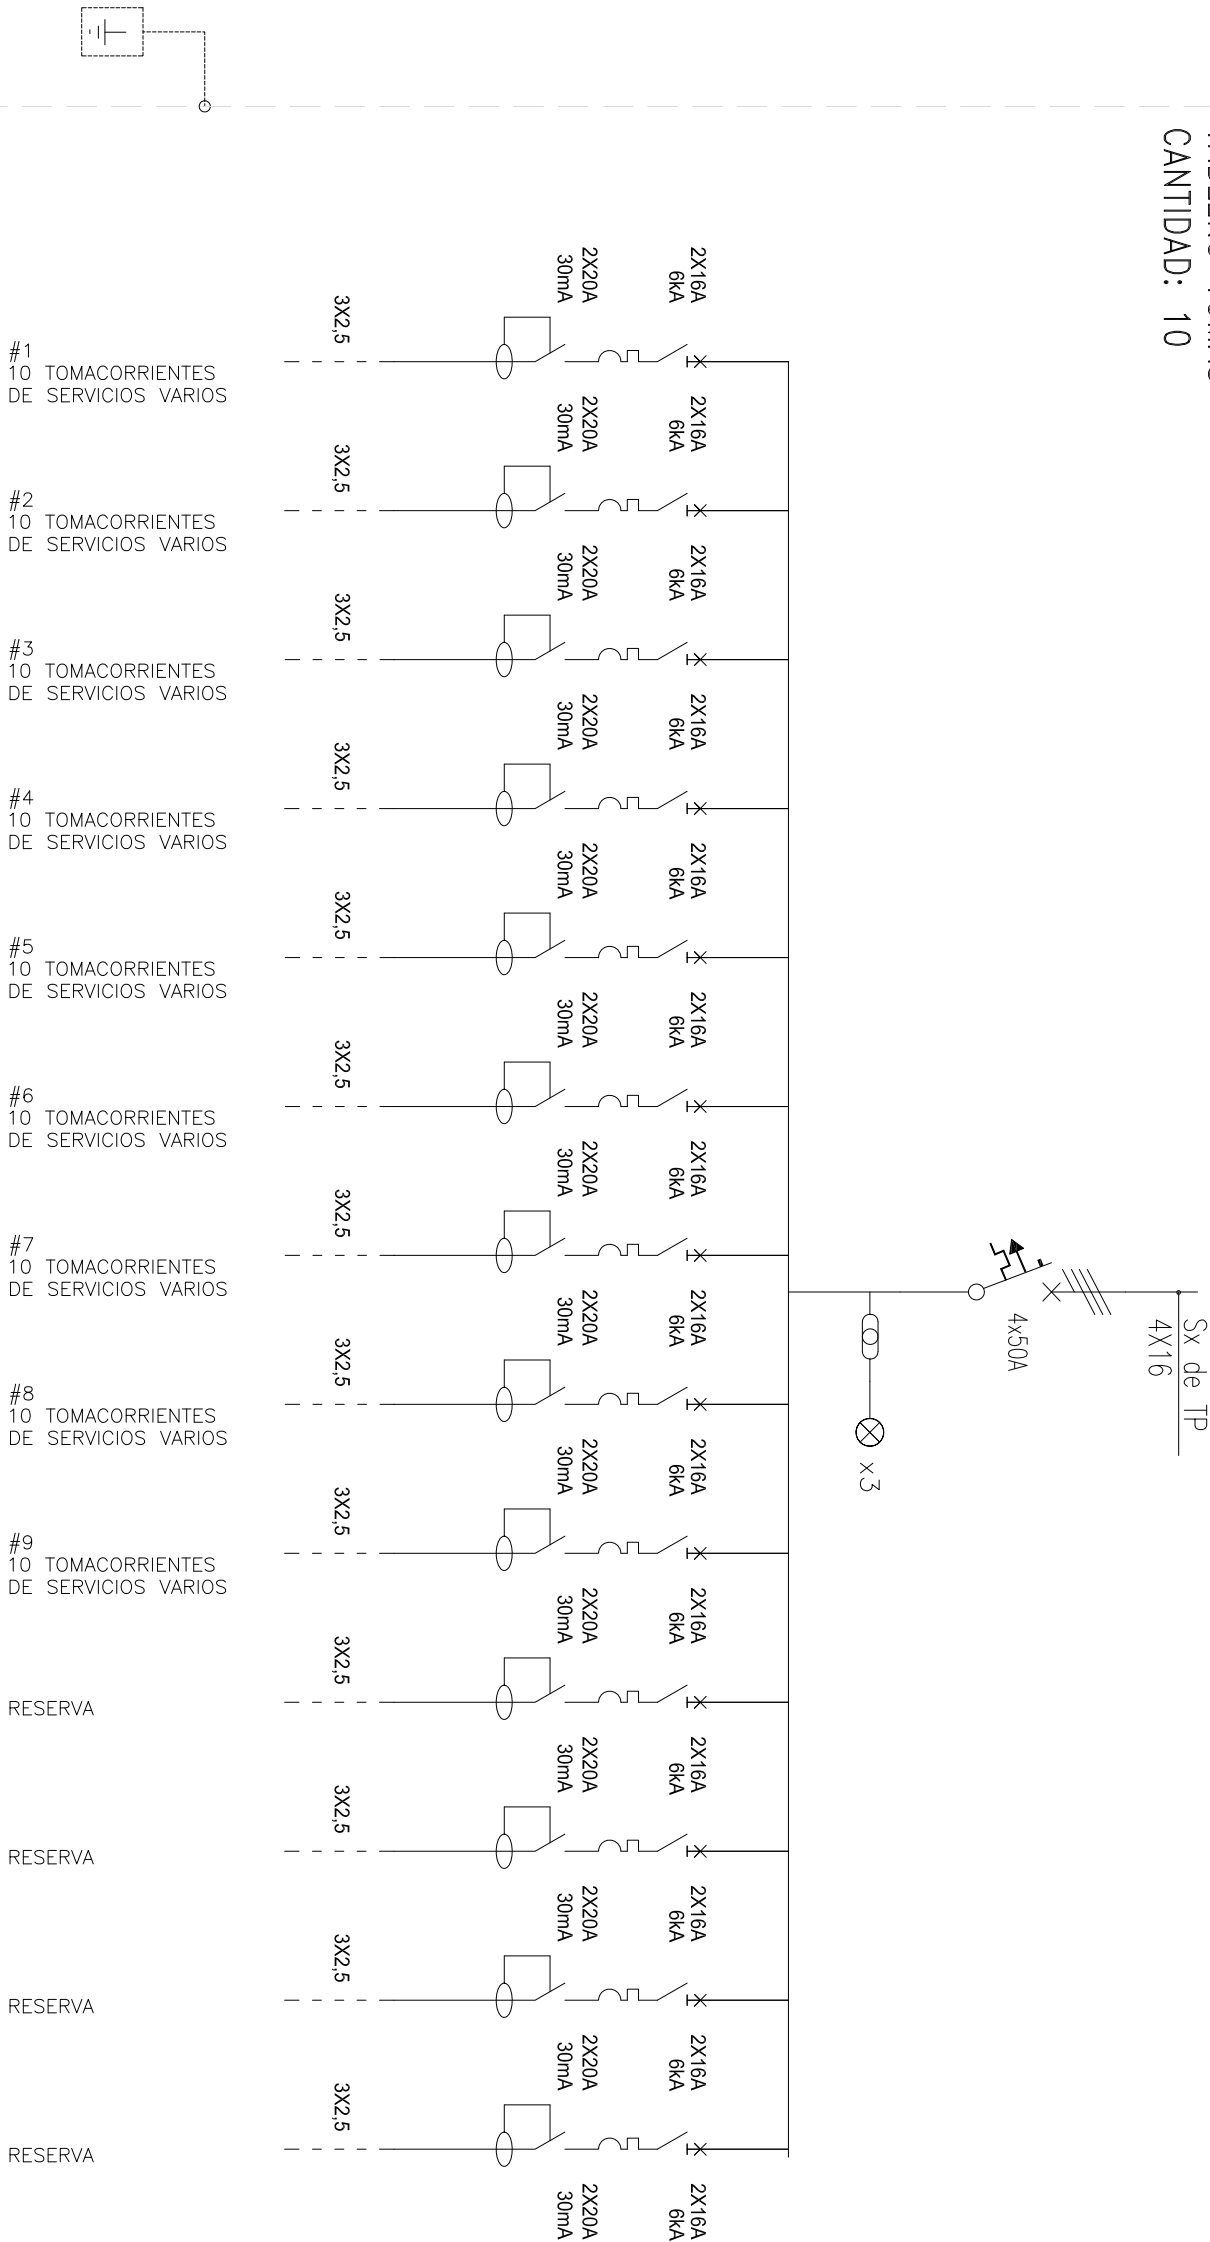 CANTIDAD: 10
Sx de TP
4X16
4x50A
x3
2X16A
6kA
2X20A
30mA
3X2,5
#1
10 TOMACORRIENTES
DE SERVICIOS VARIOS
2X16A
6kA
2X20A
30mA
3X2,5
#2
10 TOMACORRIENTES
DE SERVICIOS VARIOS
2X16A
6kA
2X20A
30mA
3X2,5
#3
10 TOMACORRIENTES
DE SERVICIOS VARIOS
2X16A
6kA
2X20A
30mA
3X2,5
#4
10 TOMACORRIENTES
DE SERVICIOS VARIOS
2X16A
6kA
2X20A
30mA
3X2,5
#5
10 TOMACORRIENTES
DE SERVICIOS VARIOS
2X16A
6kA
2X20A
30mA
3X2,5
#6
10 TOMACORRIENTES
DE SERVICIOS VARIOS
2X16A
6kA
2X20A
30mA
3X2,5
#7
10 TOMACORRIENTES
DE SERVICIOS VARIOS
2X16A
6kA
2X20A
30mA
3X2,5
#8
10 TOMACORRIENTES
DE SERVICIOS VARIOS
2X16A
6kA
2X20A
30mA
3X2,5
#9
10 TOMACORRIENTES
DE SERVICIOS VARIOS
2X16A
6kA
2X20A
30mA
3X2,5
RESERVA
2X16A
6kA
2X20A
30mA
3X2,5
RESERVA
2X16A
6kA
2X20A
30mA
3X2,5
RESERVA
2X16A
6kA
2X20A
30mA
3X2,5
RESERVA
2X16A
6kA
2X20A
30mA